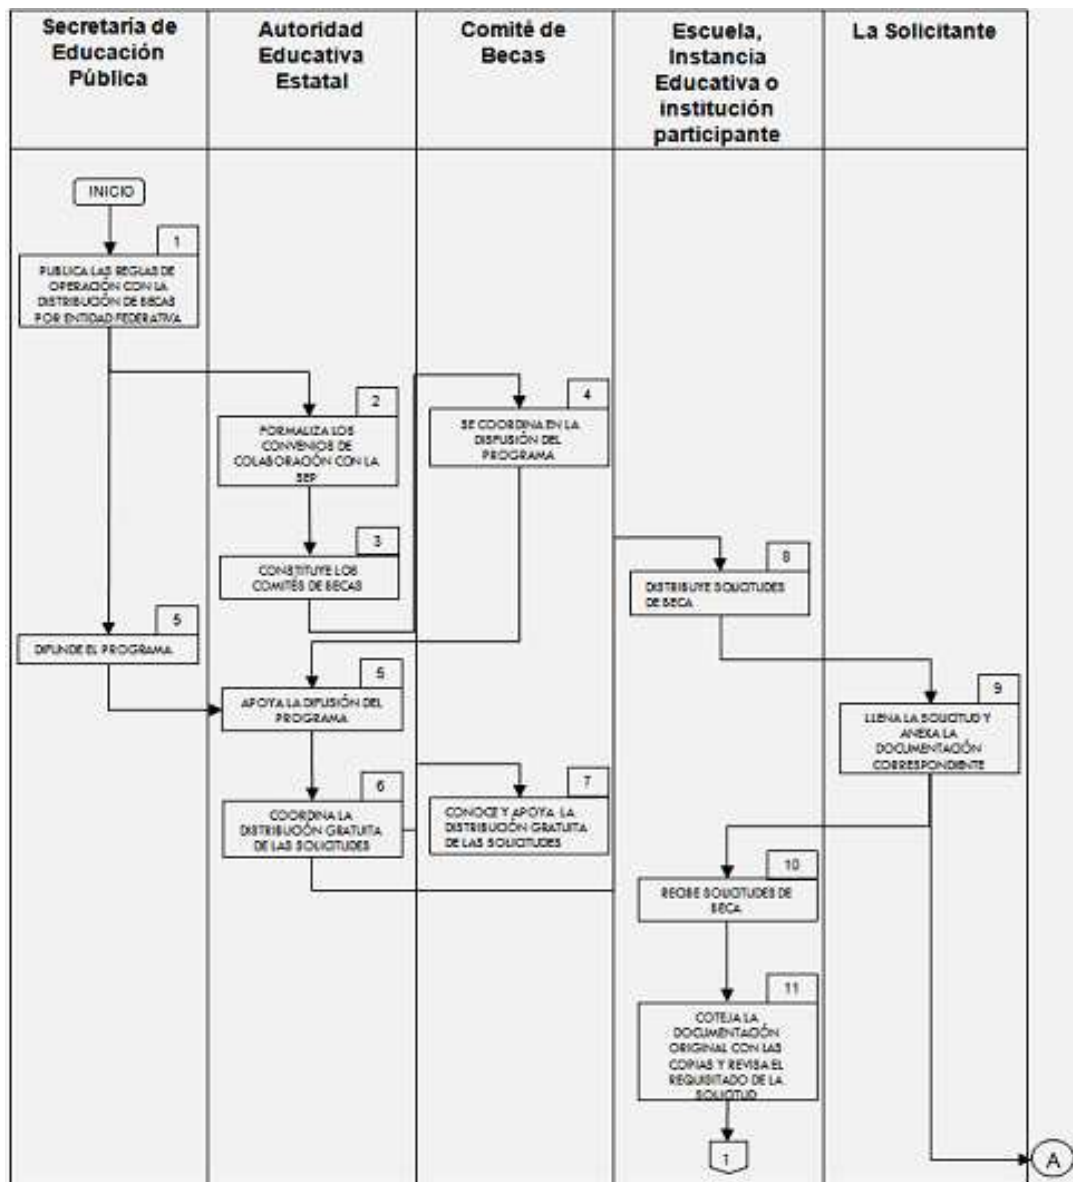 Secretaría de
Educación
Pública
Autoridad
Educativa
Estatal
Comité de
Becas
Escuela,
Instancia
Educativa o
institución
participante
La Solicitante
INICIO
1
PUBLICA LAS REGLAS DE
OPERACIÓN CON LA
DISTRIBUCIÓN DE BECAS
POR ENTIDAD FEDERATIVA
2
FORMALIZA LOS
CONVENIOS DE
COLABORACIÓN CON LA
SEP
4
SE COORDINA EN LA
DISFUSIÓN DEL
PROGRAMA
3
CONSTITUYE LOS
COMITÉS DE BECAS
8
DISTRIBUYE SOLICITUDES
DE BECA
5
DIFUNDE EL PROGRAMA
5
APOYA LA DIFUSIÓN DEL
PROGRAMA
9
LLENA LA SOLICITUD Y
ANEXA LA
DOCUMENTACIÓN
CORRESPONDIENTE
6
COORDINA LA
DISTRIBUCIÓN GRATUITA
DE LAS SOLICITUDES
7
CONOCE Y APOYA LA
DISTRIBUCIÓN GRATUITA
DE LAS SOLICITUDES
10
RECIBE SOLICITUDES DE
BECA
11
COTEJA LA
DOCUMENTACIÓN
ORIGINAL CON LAS
COPIAS Y REVISA EL
REQUISITADO DE LA
SOLICITUD
1
A